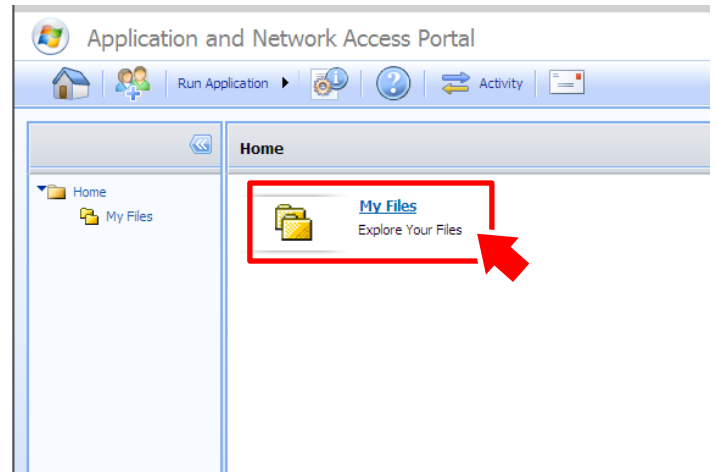 Application and Network Access Portal
Run Application
Activity
Home
Home
My Files
My Files
Explore Your Files